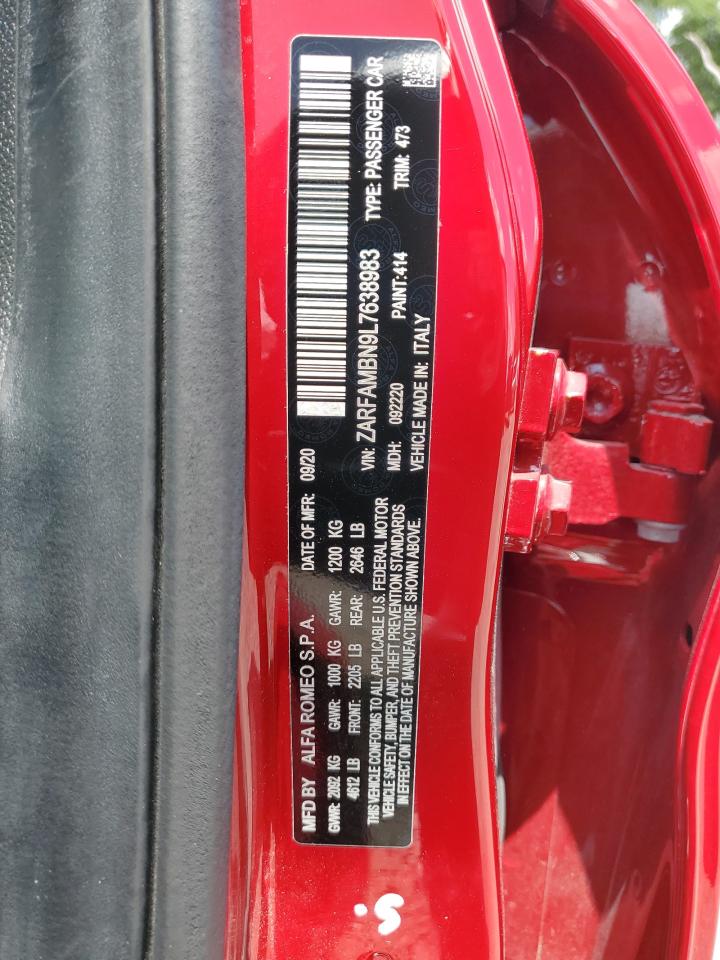 MFD BY ALFA ROMEO S.P.A. DATE OF MFR: 09/20
GVWR: 2092 KG GAWR: 1000 KG GAWR: 1200 KG
4612 LB FRONT: 2205 LB REAR: 2646 LB
THIS VEHICLE CONFORMS TO ALL APPLICABLE U.S. FEDERAL MOTOR
VEHICLE SAFETY, BUMPER, AND THEFT PREVENTION STANDARDS
IN EFFECT ON THE DATE OF MANUFACTURE SHOWN ABOVE.
VIN: ZARFAMBN9L7638983 TYPE: PASSENGER CAR
MDH: 092220 PAINT:414 TRIM: 473
VEHICLE MADE IN: ITALY